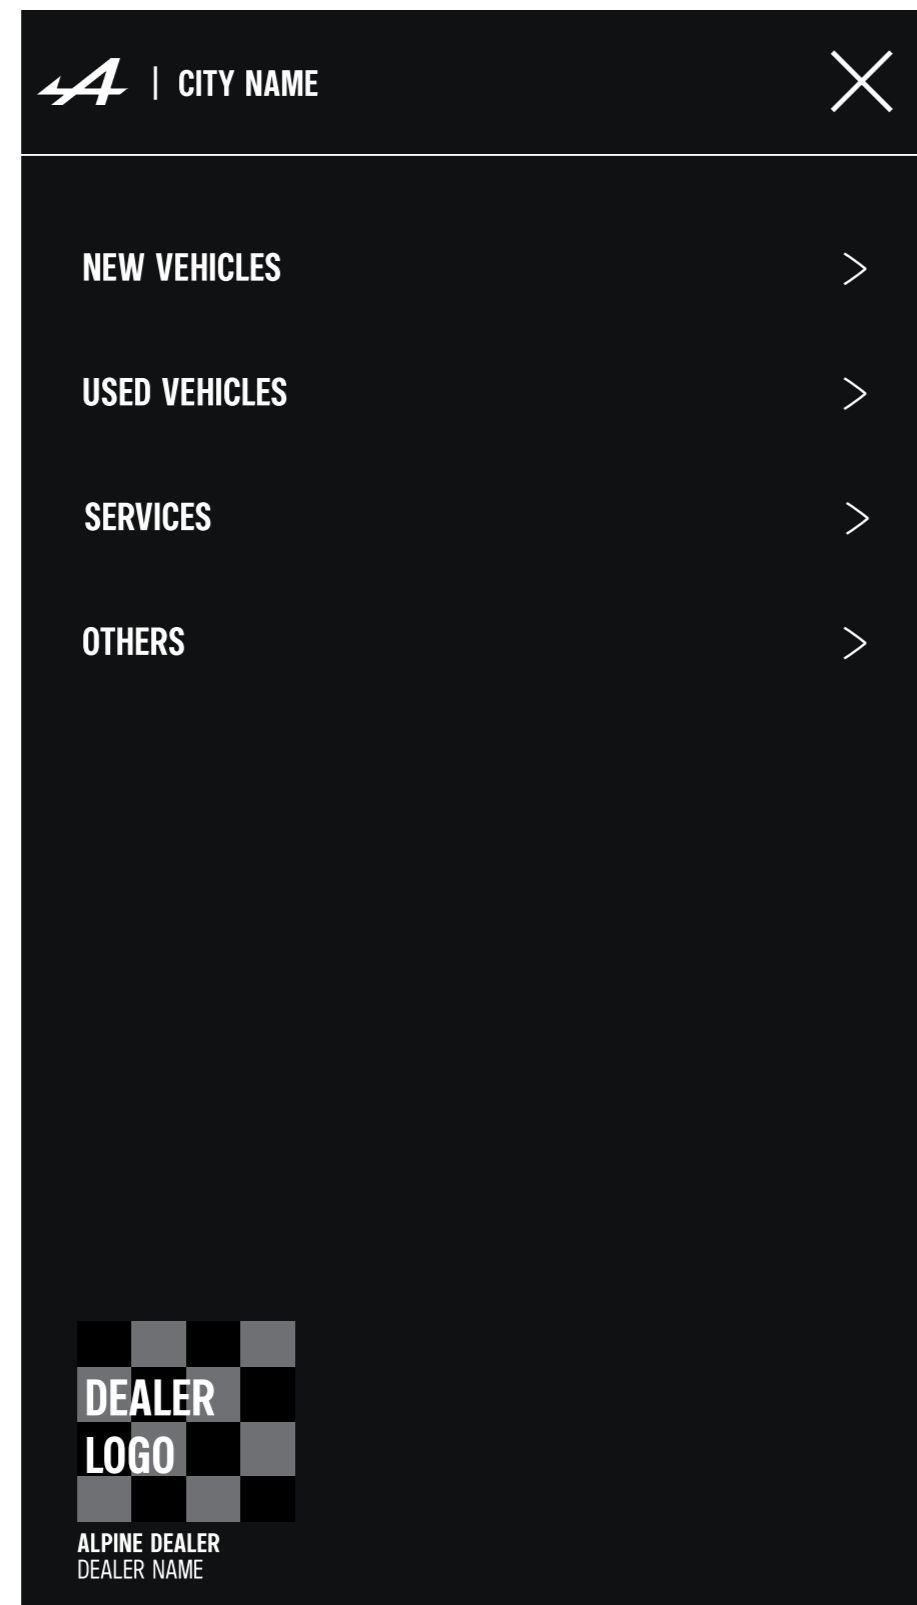 | CITY NAME
NEW VEHICLES
USED VEHICLES
SERVICES
OTHERS
DEALER
LOGO
ALPINE DEALER
DEALER NAME